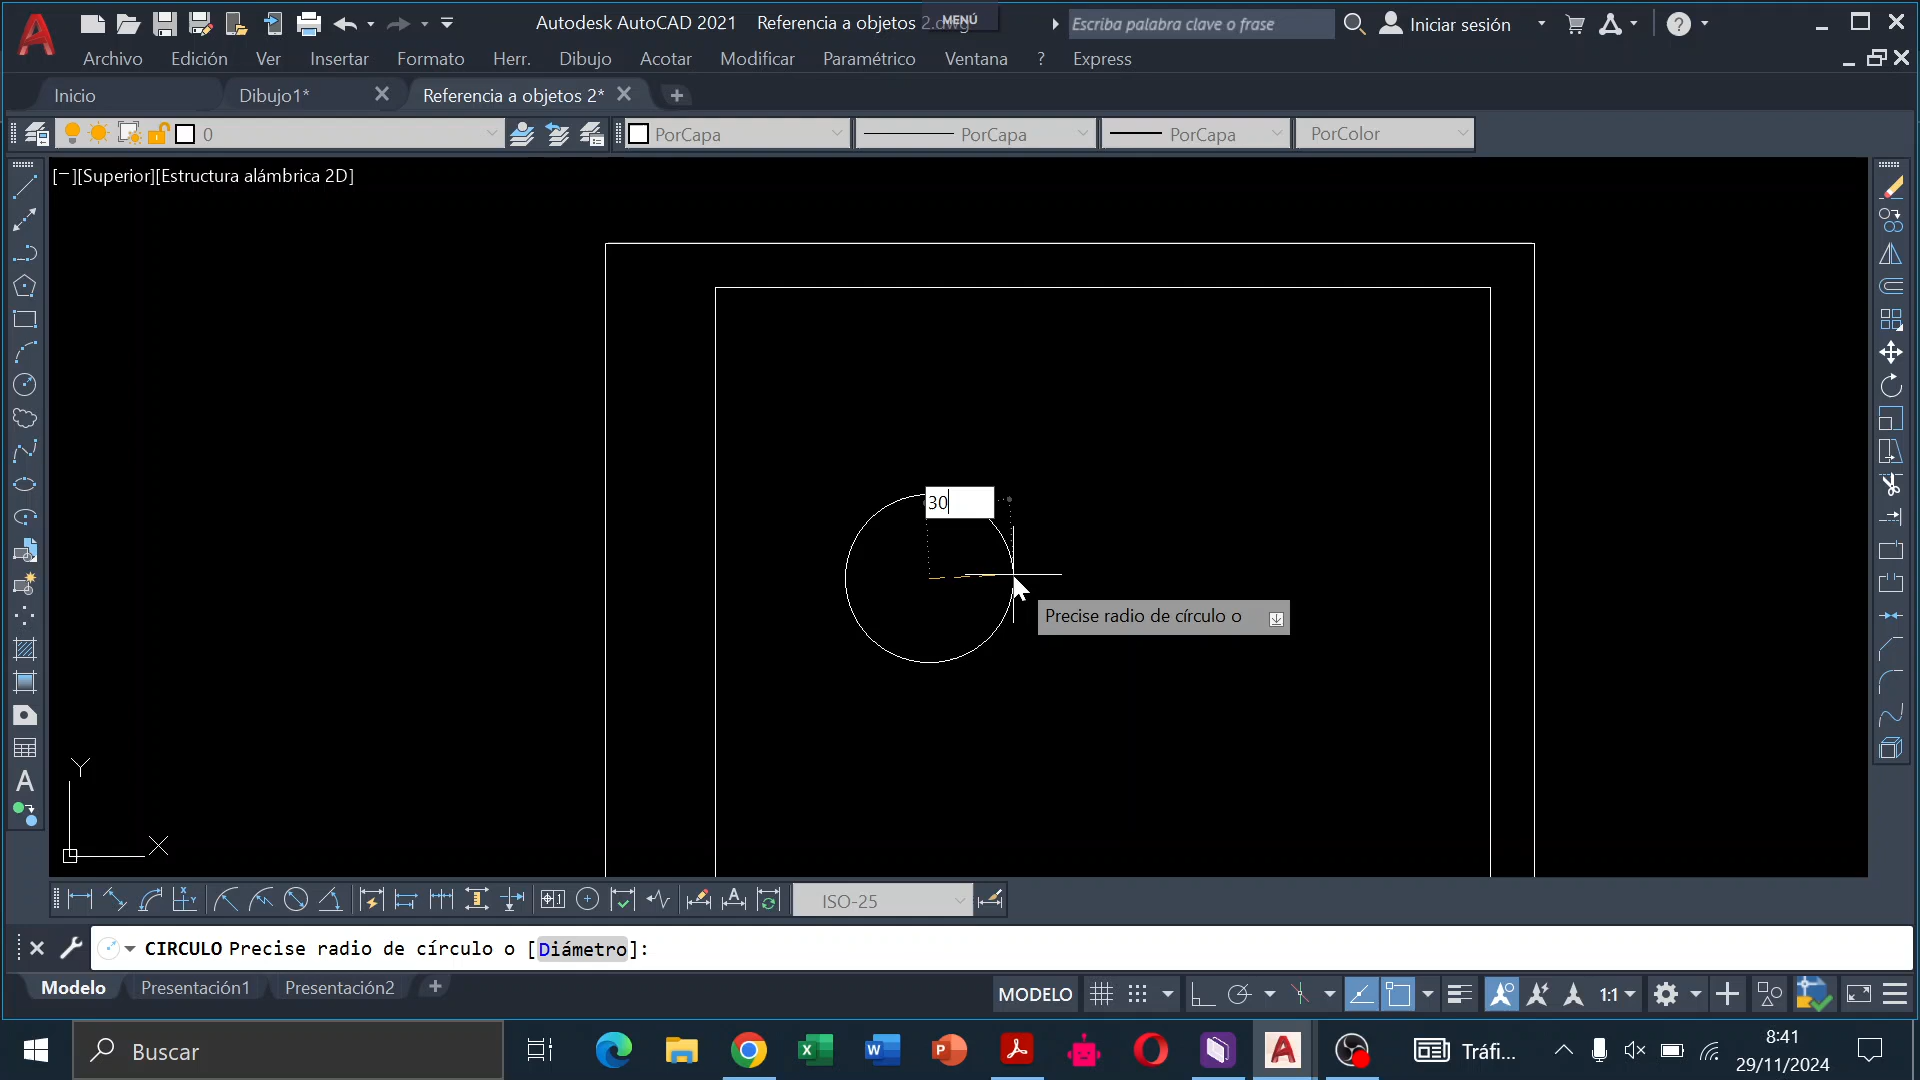 Autodesk AutoCAD 2021 Referencia a objetos 2.dwg
MENÚ
Escriba palabra clave o frase
Iniciar sesión
Archivo Edición Ver Insertar Formato Herr. Dibujo Acotar Modificar Paramétrico Ventana ? Express
Inicio Dibujo1* Referencia a objetos 2*
0 PorCapa PorCapa PorCapa PorColor
[−][Superior][Estructura alámbrica 2D]
30
Precise radio de círculo o
Y
X
ISO-25
CIRCULO Precise radio de círculo o [Diámetro]:
Modelo Presentación1 Presentación2
MODELO 1:1
Buscar
Tráfi...
8:41
29/11/2024